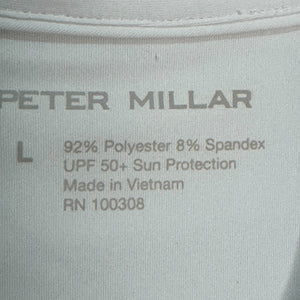 PETER MILLAR
L
92% Polyester 8% Spandex
UPF 50+ Sun Protection
Made in Vietnam
RN 100308